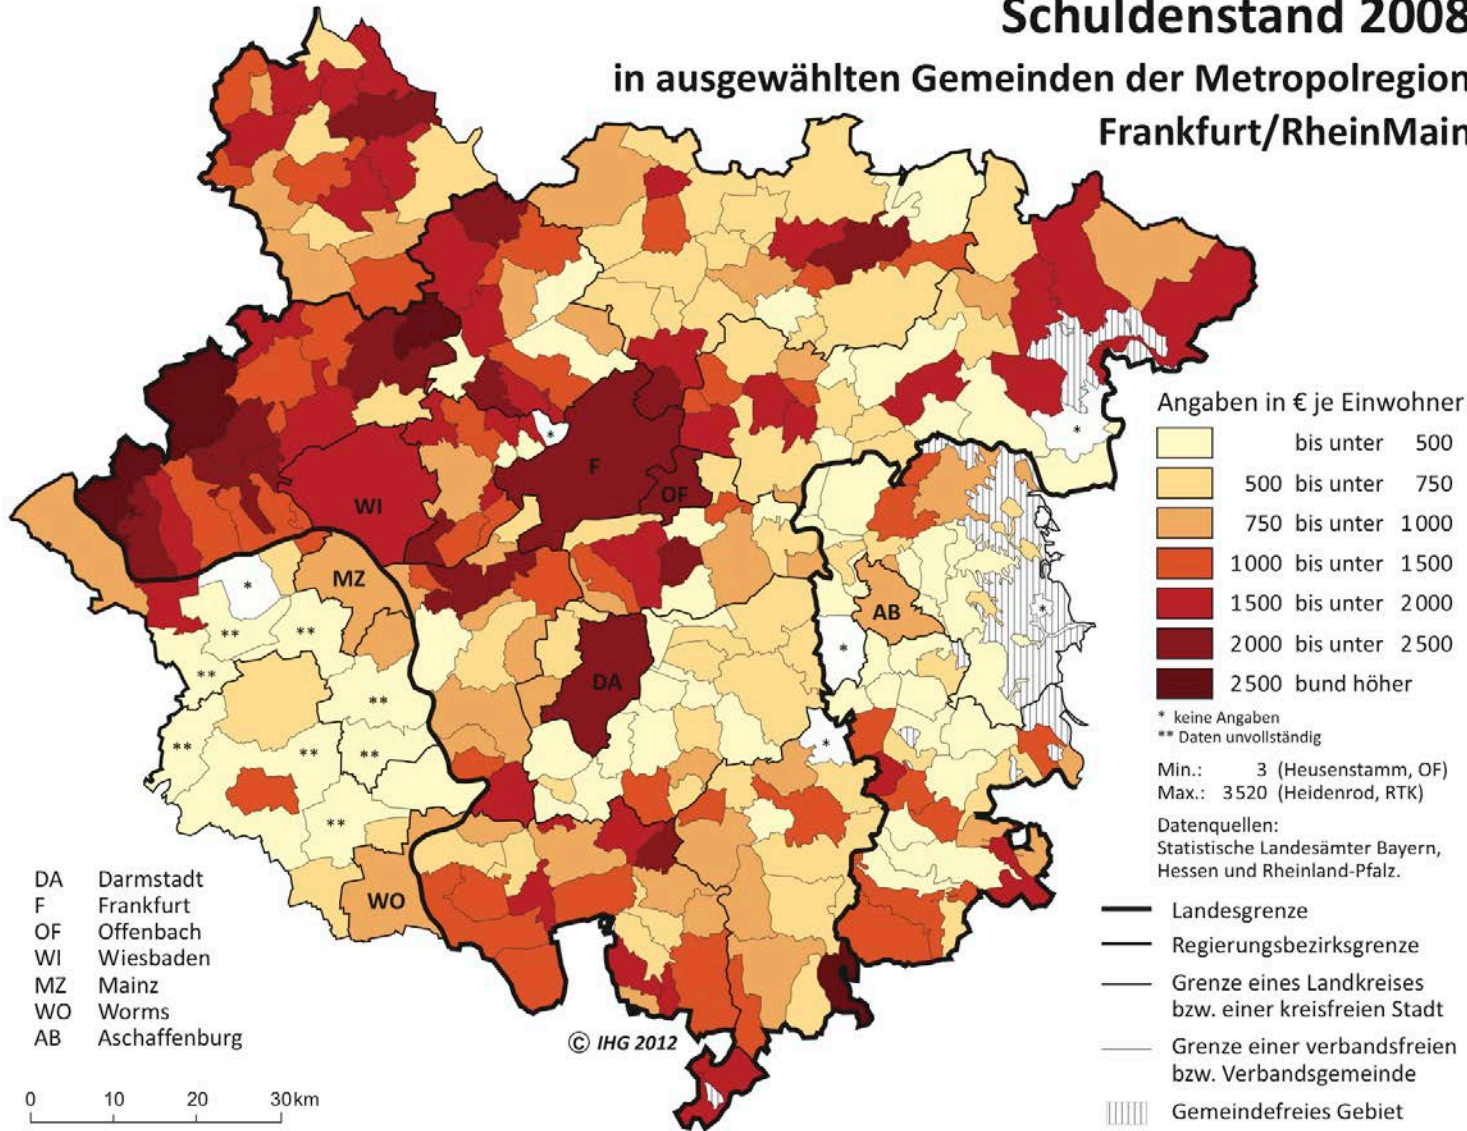 Schuldenstand 2008
in ausgewählten Gemeinden der Metropolregion
Frankfurt/RheinMain
*
F
OF
WI
*
MZ
*
**
**
**
**
**
**
**
**
DA
AB
*
*
*
WO
Angaben in € je Einwohner
bis unter 500
500 bis unter 750
750 bis unter 1000
1000 bis unter 1500
1500 bis unter 2000
2000 bis unter 2500
2500 bund höher
* keine Angaben
** Daten unvollständig
Min.: 3 (Heusenstamm, OF)
Max.: 3520 (Heidenrod, RTK)
Datenquellen:
Statistische Landesämter Bayern,
Hessen und Rheinland-Pfalz.
Landesgrenze
Regierungsbezirksgrenze
Grenze eines Landkreises
bzw. einer kreisfreien Stadt
Grenze einer verbandsfreien
bzw. Verbandsgemeinde
Gemeindefreies Gebiet
DA Darmstadt
F Frankfurt
OF Offenbach
WI Wiesbaden
MZ Mainz
WO Worms
AB Aschaffenburg
© IHG 2012
0 10 20 30km